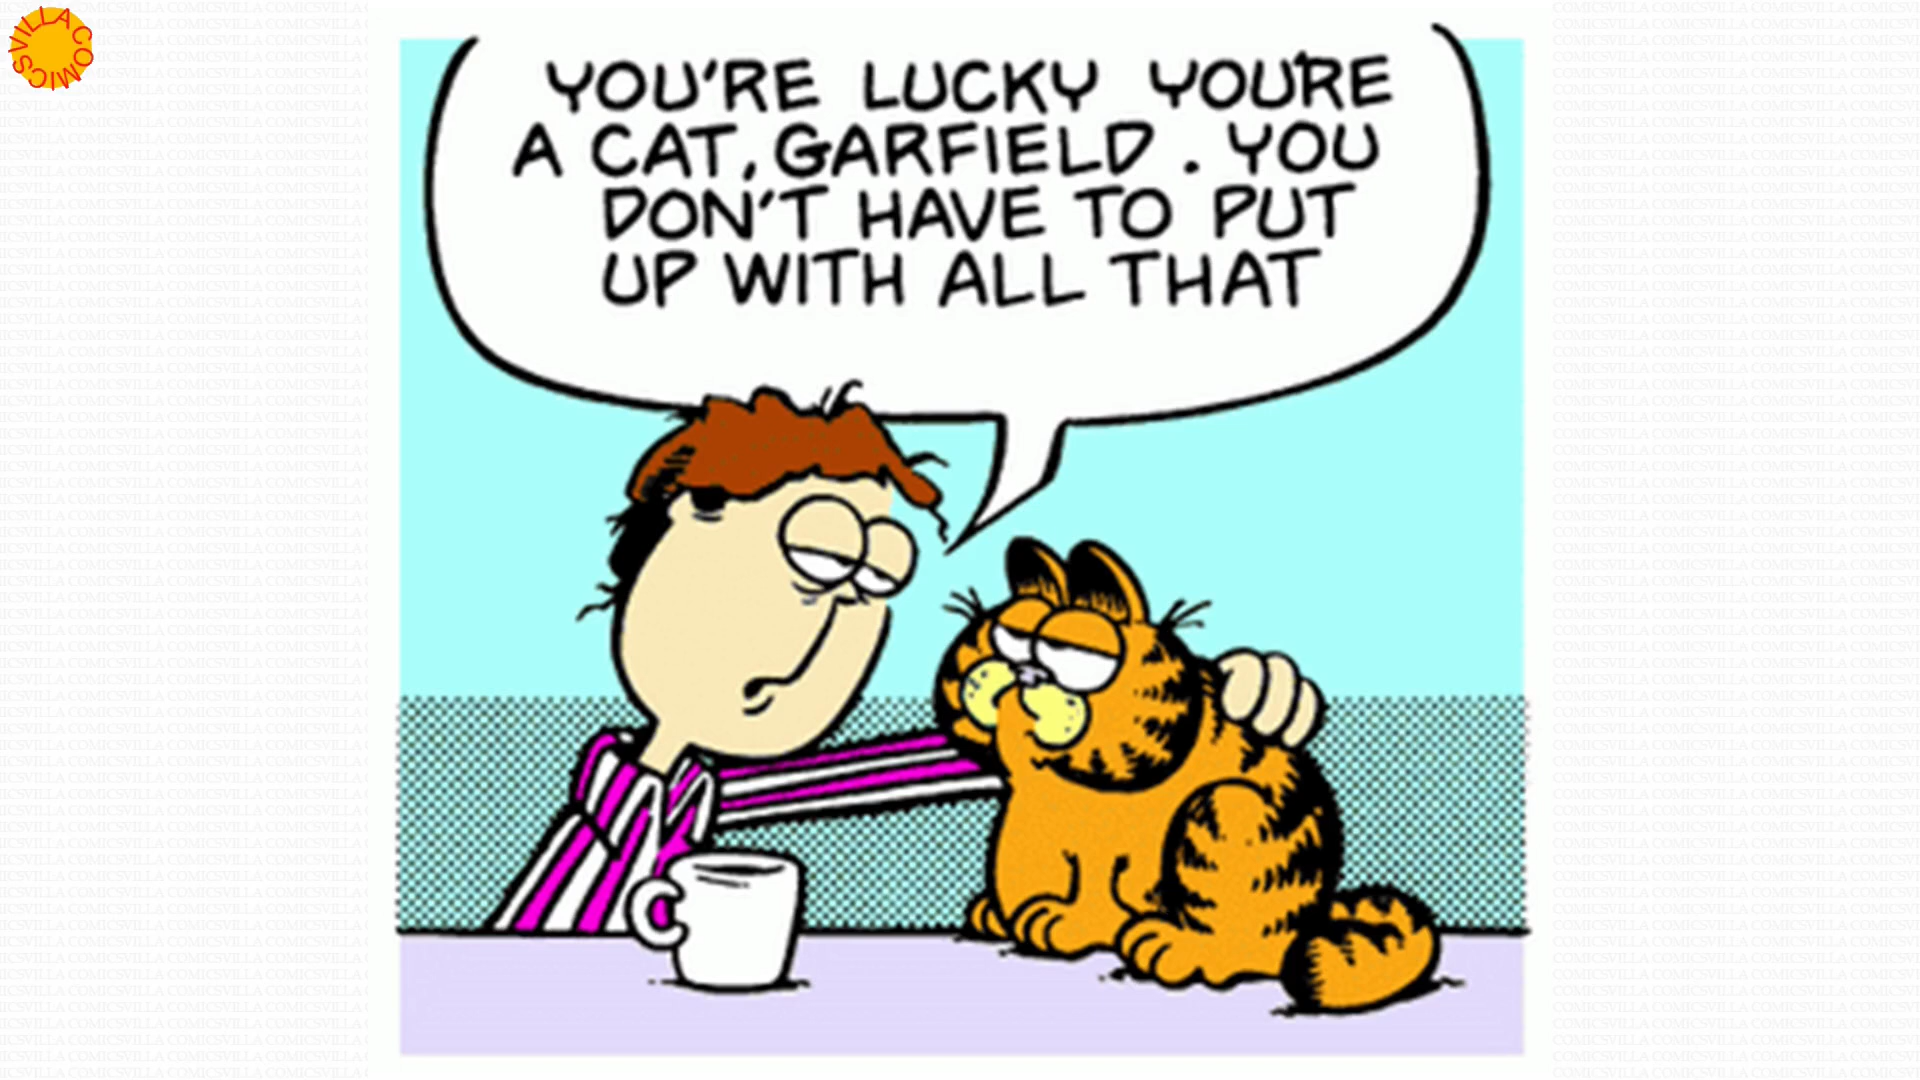 COMICSVILLA
YOU'RE LUCKY YOU'RE
A CAT, GARFIELD. YOU
DON'T HAVE TO PUT
UP WITH ALL THAT